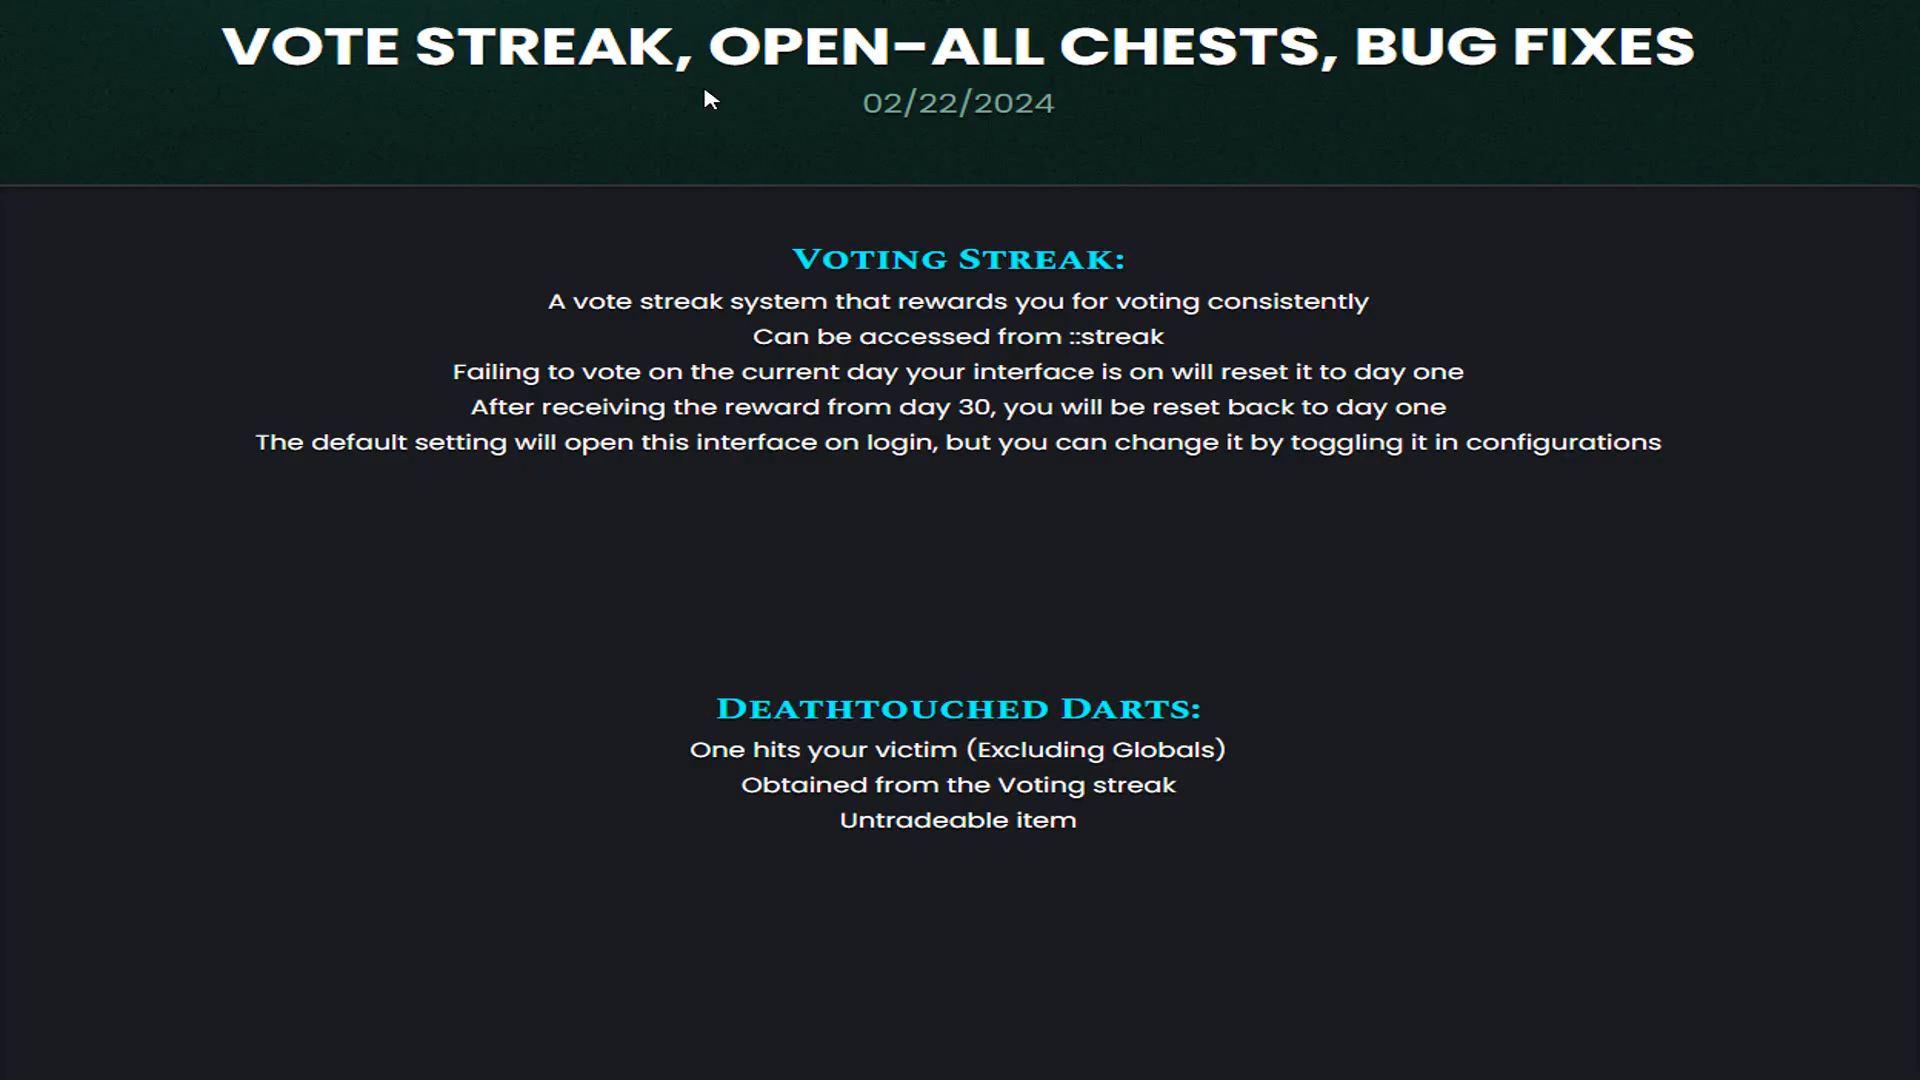 VOTE STREAK, OPEN-ALL CHESTS, BUG FIXES
02/22/2024
VOTING STREAK:
A vote streak system that rewards you for voting consistently
Can be accessed from ::streak
Failing to vote on the current day your interface is on will reset it to day one
After receiving the reward from day 30, you will be reset back to day one
The default setting will open this interface on login, but you can change it by toggling it in configurations
DEATHTOUCHED DARTS:
One hits your victim (Excluding Globals)
Obtained from the Voting streak
Untradeable item